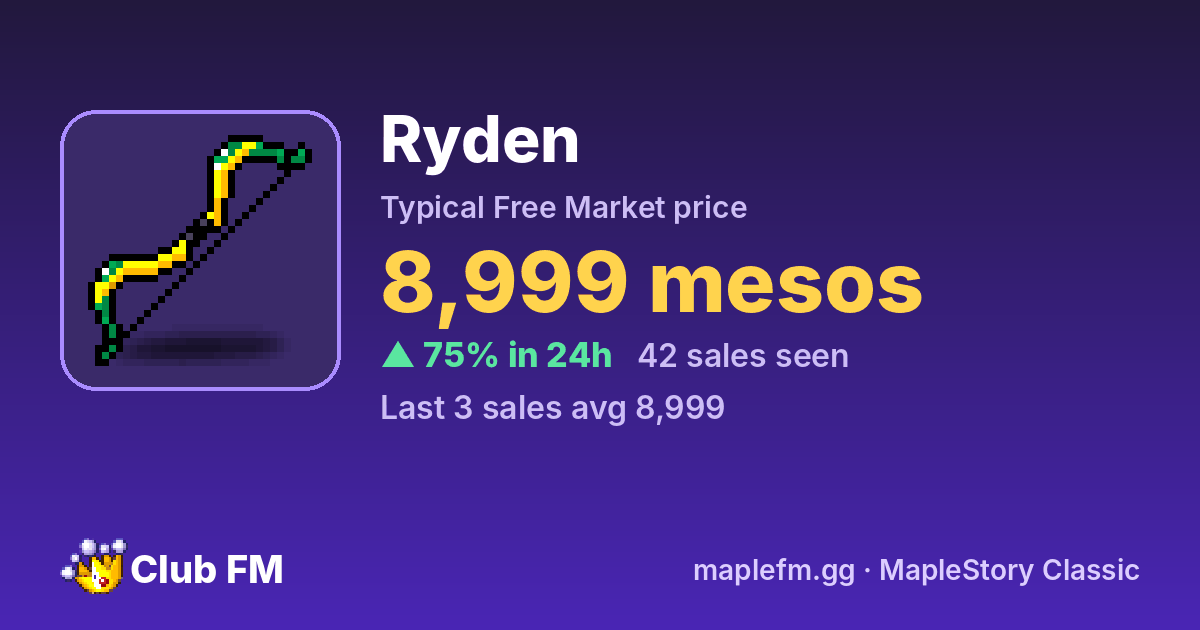 Ryden
Typical Free Market price
8,999 mesos
▲ 75% in 24h 42 sales seen
Last 3 sales avg 8,999
Club FM
maplefm.gg · MapleStory Classic